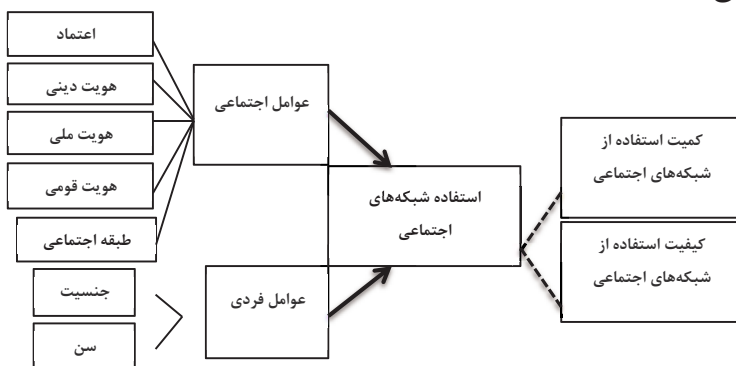 اعتماد
هویت دینی
هویت ملی
هویت قومی
طبقه اجتماعی
جنسیت
سن
عوامل اجتماعی
عوامل فردی
استفاده شبکه‌های
اجتماعی
کمیت استفاده از
شبکه‌های اجتماعی
کیفیت استفاده از
شبکه‌های اجتماعی